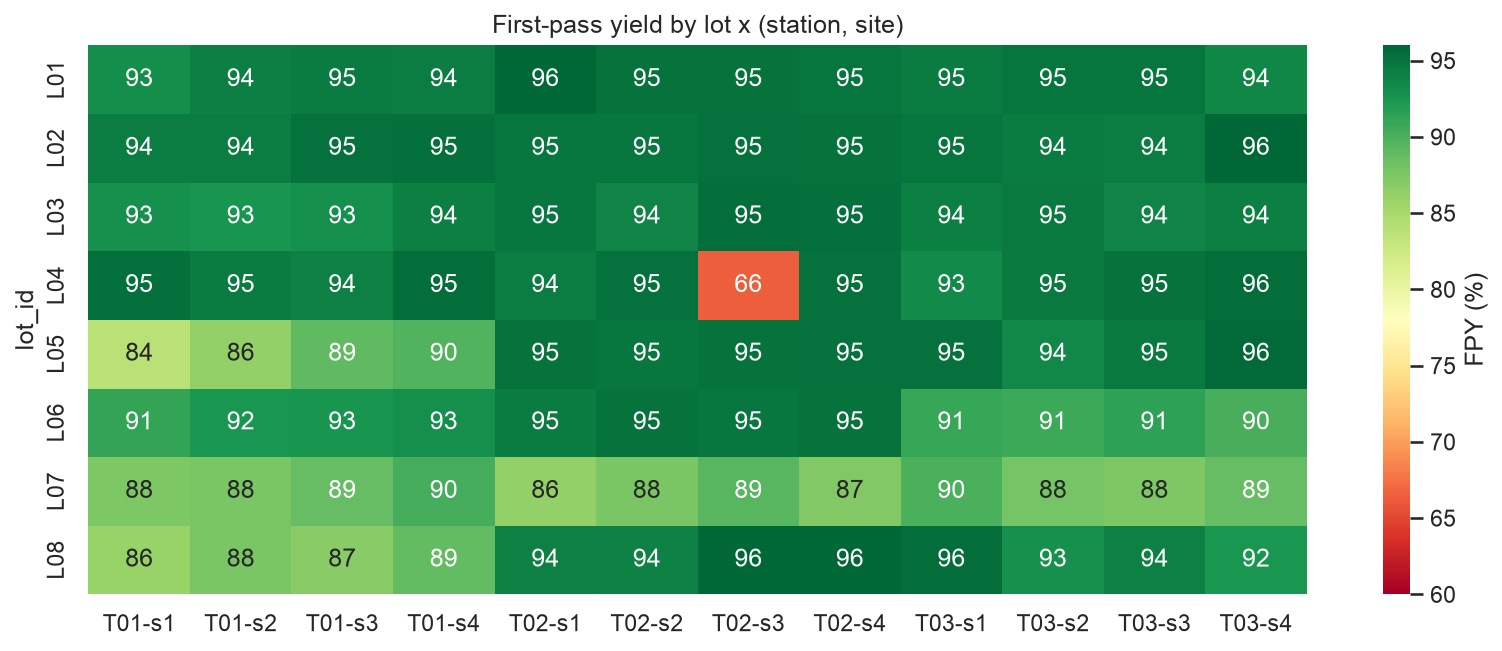 First-pass yield by lot x (station, site)
lot_id
L01 93 94 95 94 96 95 95 95 95 95 95 94
L02 94 94 95 95 95 95 95 95 95 94 94 96
L03 93 93 93 94 95 94 95 95 94 95 94 94
L04 95 95 94 95 94 95 66 95 93 95 95 96
L05 84 86 89 90 95 95 95 95 95 94 95 96
L06 91 92 93 93 95 95 95 95 91 91 91 90
L07 88 88 89 90 86 88 89 87 90 88 88 89
L08 86 88 87 89 94 94 96 96 96 93 94 92
T01-s1 T01-s2 T01-s3 T01-s4 T02-s1 T02-s2 T02-s3 T02-s4 T03-s1 T03-s2 T03-s3 T03-s4
95
90
85
80
75
70
65
60
FPY (%)